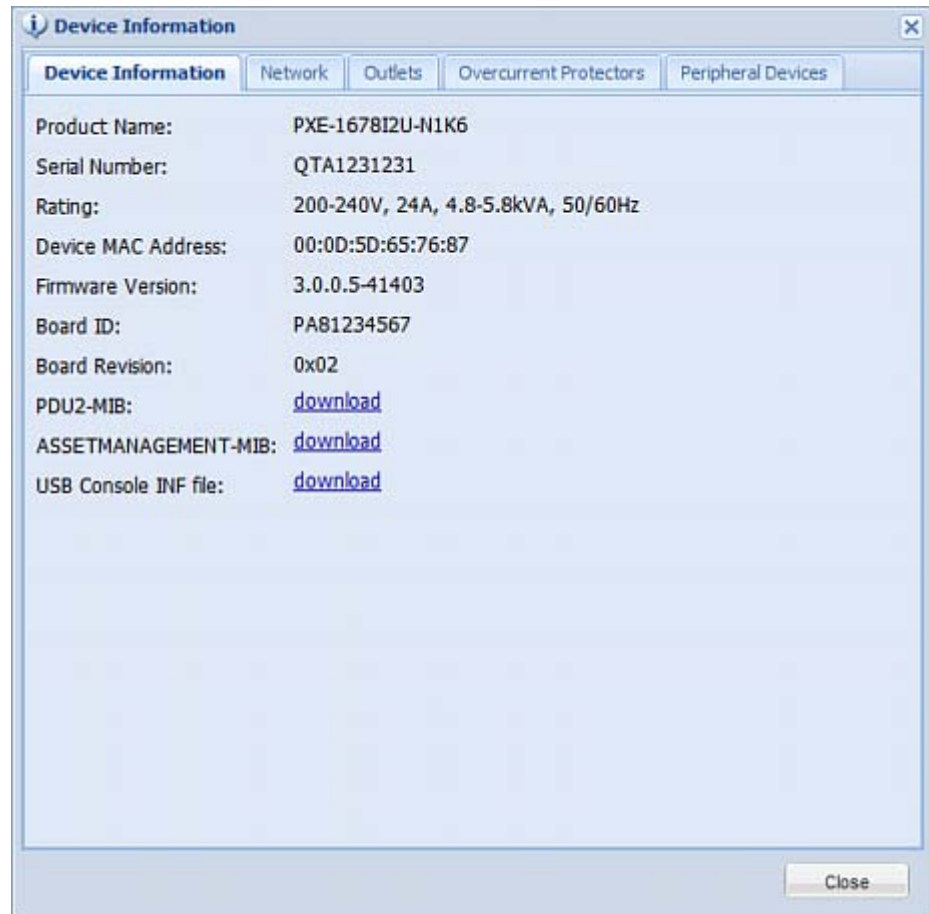 Device Information
Device Information Network Outlets Overcurrent Protectors Peripheral Devices
Product Name: PXE-1678I2U-N1K6
Serial Number: QTA1231231
Rating: 200-240V, 24A, 4.8-5.8kVA, 50/60Hz
Device MAC Address: 00:0D:5D:65:76:87
Firmware Version: 3.0.0.5-41403
Board ID: PA81234567
Board Revision: 0x02
PDU2-MIB: download
ASSETMANAGEMENT-MIB: download
USB Console INF file: download
Close